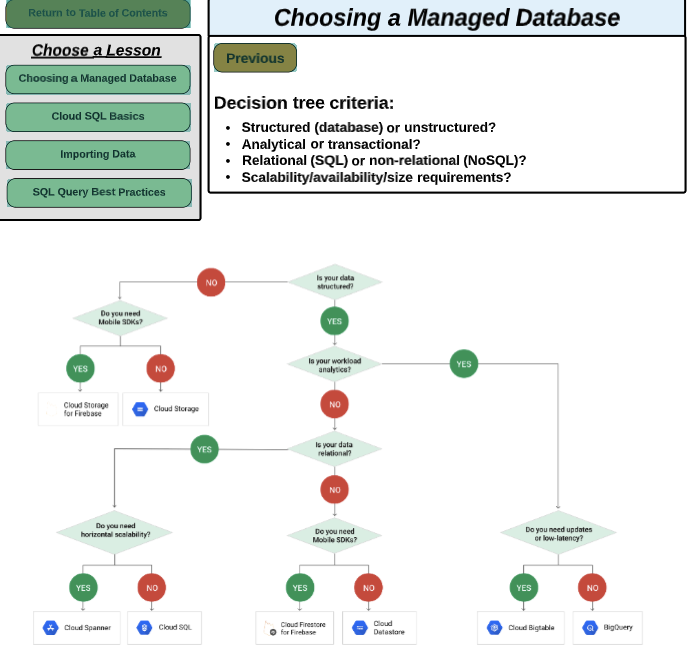 Return to Table of Contents
Choose a Lesson
Choosing a Managed Database
Cloud SQL Basics
Importing Data
SQL Query Best Practices
Choosing a Managed Database
Previous
Decision tree criteria:
• Structured (database) or unstructured?
• Analytical or transactional?
• Relational (SQL) or non-relational (NoSQL)?
• Scalability/availability/size requirements?
Is your data
structured?
NO
YES
Do you need
Mobile SDKs?
YES
NO
Cloud Storage
for Firebase
Cloud Storage
Is your workload
analytics?
YES
NO
Is your data
relational?
YES
NO
Do you need
horizontal scalability?
YES
NO
Cloud Spanner
Cloud SQL
Do you need
Mobile SDKs?
YES
NO
Cloud Firestore
for Firebase
Cloud
Datastore
Do you need updates
or low-latency?
YES
NO
Cloud Bigtable
BigQuery